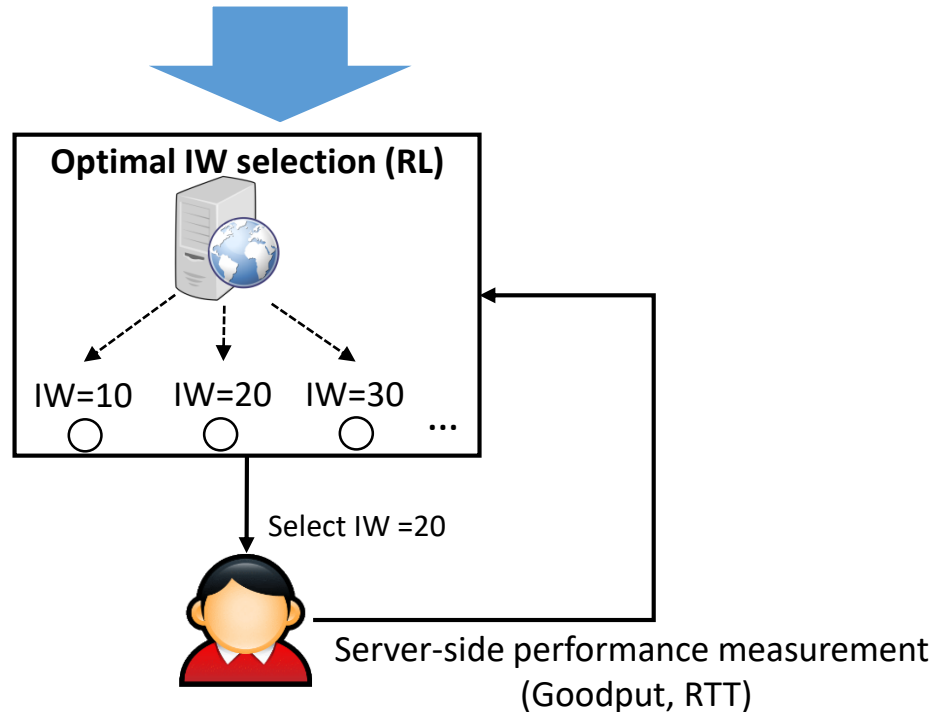 Optimal IW selection (RL)
IW=10 IW=20 IW=30 ...
Select IW =20
Server-side performance measurement
(Goodput, RTT)